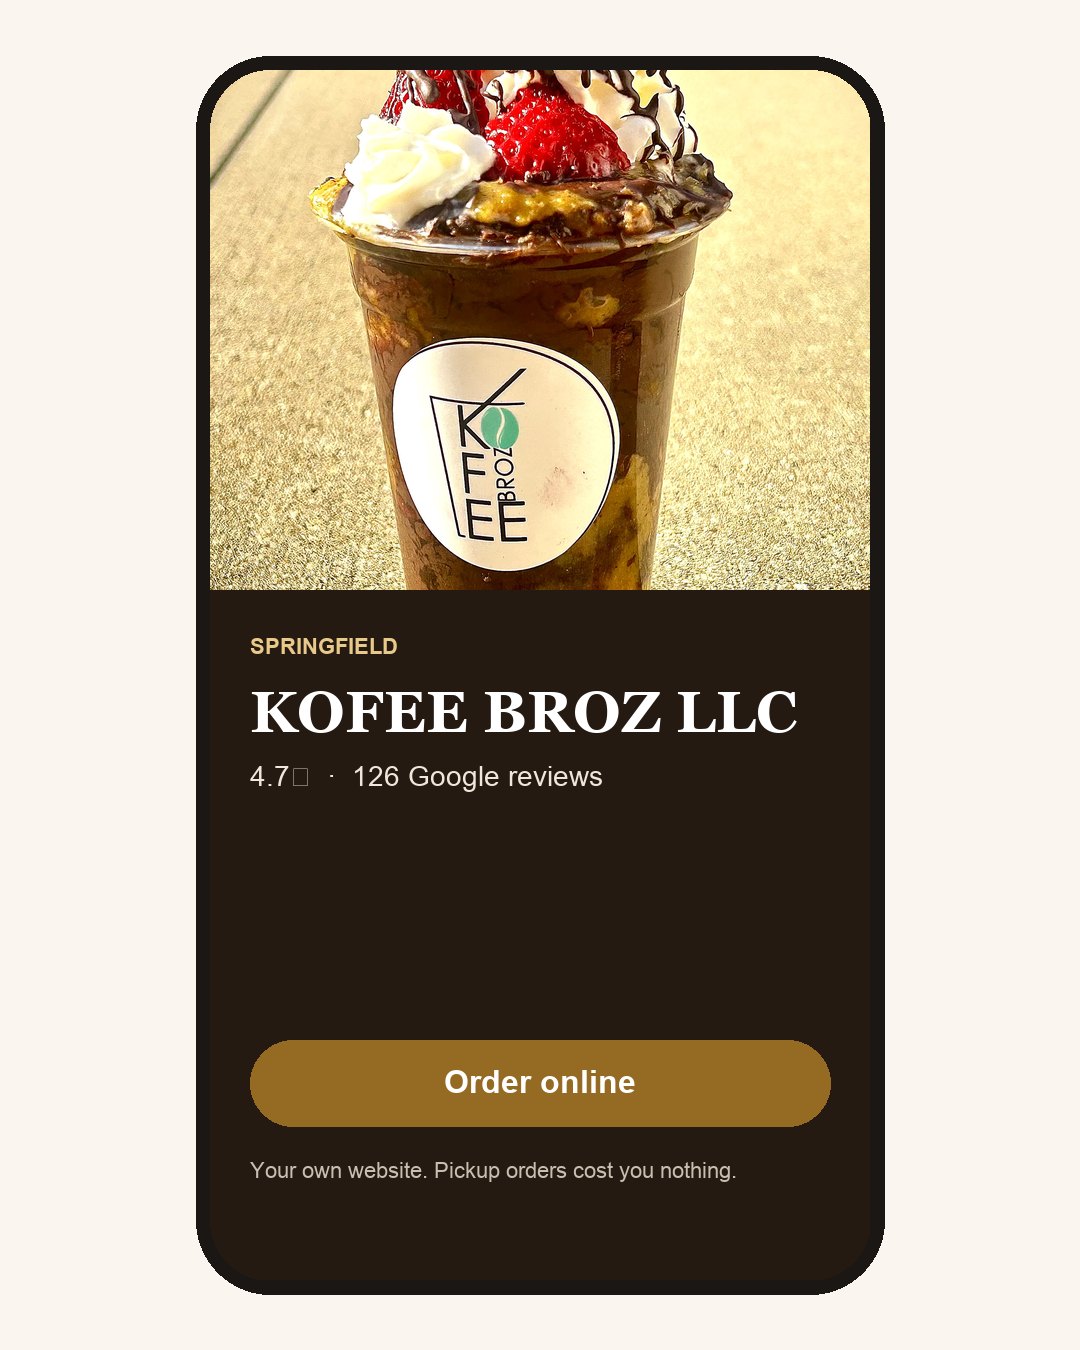 KOFEE
BROZ
SPRINGFIELD
KOFEE BROZ LLC
4.7□ · 126 Google reviews
Order online
Your own website. Pickup orders cost you nothing.